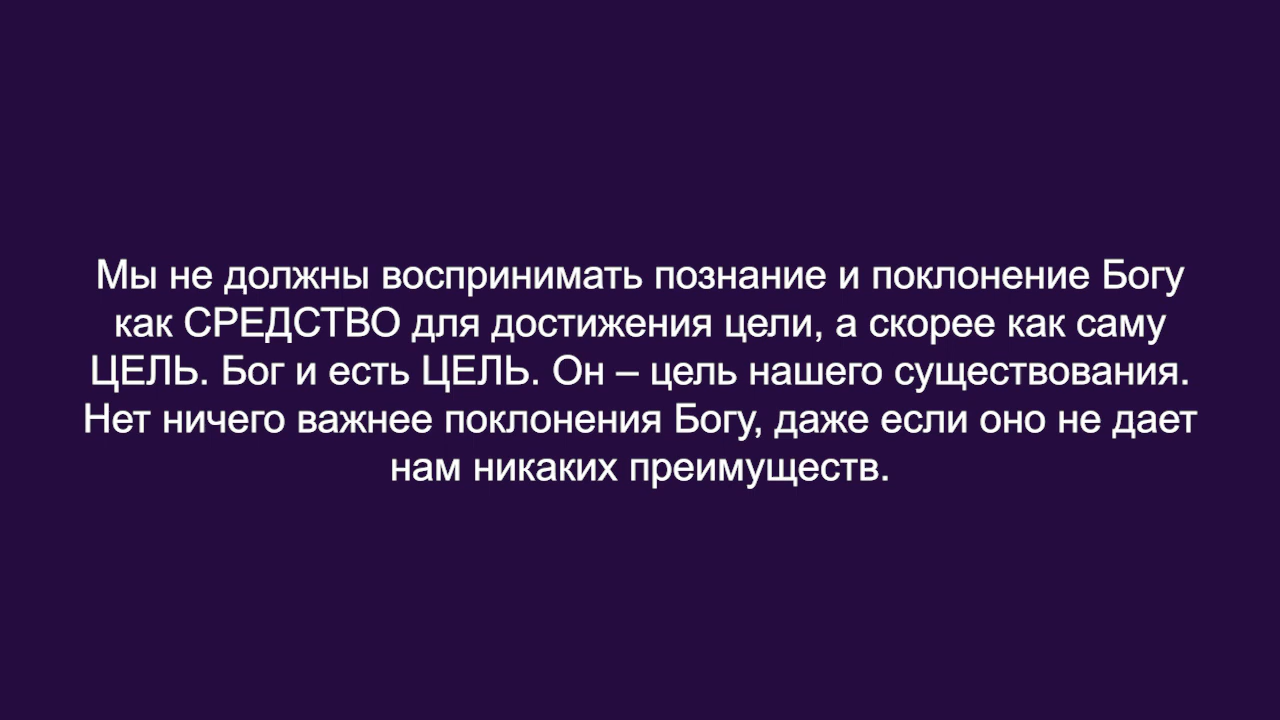 Мы не должны воспринимать познание и поклонение Богу
как СРЕДСТВО для достижения цели, а скорее как саму
ЦЕЛЬ. Бог и есть ЦЕЛЬ. Он – цель нашего существования.
Нет ничего важнее поклонения Богу, даже если оно не дает
нам никаких преимуществ.